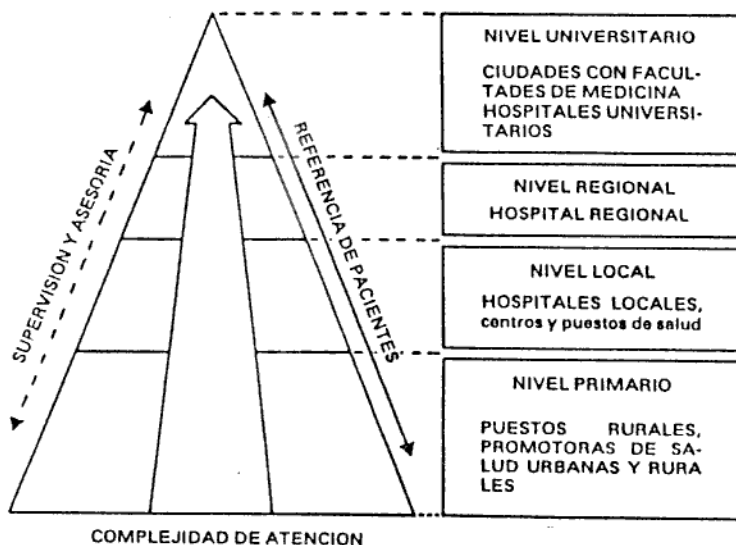 NIVEL UNIVERSITARIO
CIUDADES CON FACUL-
TADES DE MEDICINA
HOSPITALES UNIVERSI-
TARIOS
NIVEL REGIONAL
HOSPITAL REGIONAL
NIVEL LOCAL
HOSPITALES LOCALES,
centros y puestos de salud
NIVEL PRIMARIO
PUESTOS RURALES,
PROMOTORAS DE SA-
LUD URBANAS Y RURA
LES
SUPERVISION Y ASESORIA
REFERENCIA DE PACIENTES
COMPLEJIDAD DE ATENCION